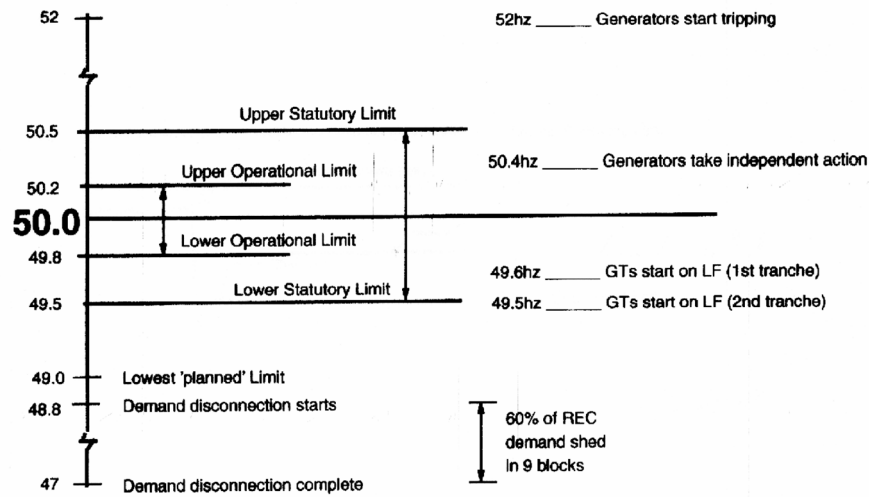 52
52hz ______ Generators start tripping
Upper Statutory Limit
50.5
50.4hz ______ Generators take independent action
Upper Operational Limit
50.2
50.0
Lower Operational Limit
49.8
49.6hz ______ GTs start on LF (1st tranche)
Lower Statutory Limit
49.5
49.5hz ______ GTs start on LF (2nd tranche)
49.0 Lowest 'planned' Limit
48.8 Demand disconnection starts
60% of REC
demand shed
in 9 blocks
47 Demand disconnection complete